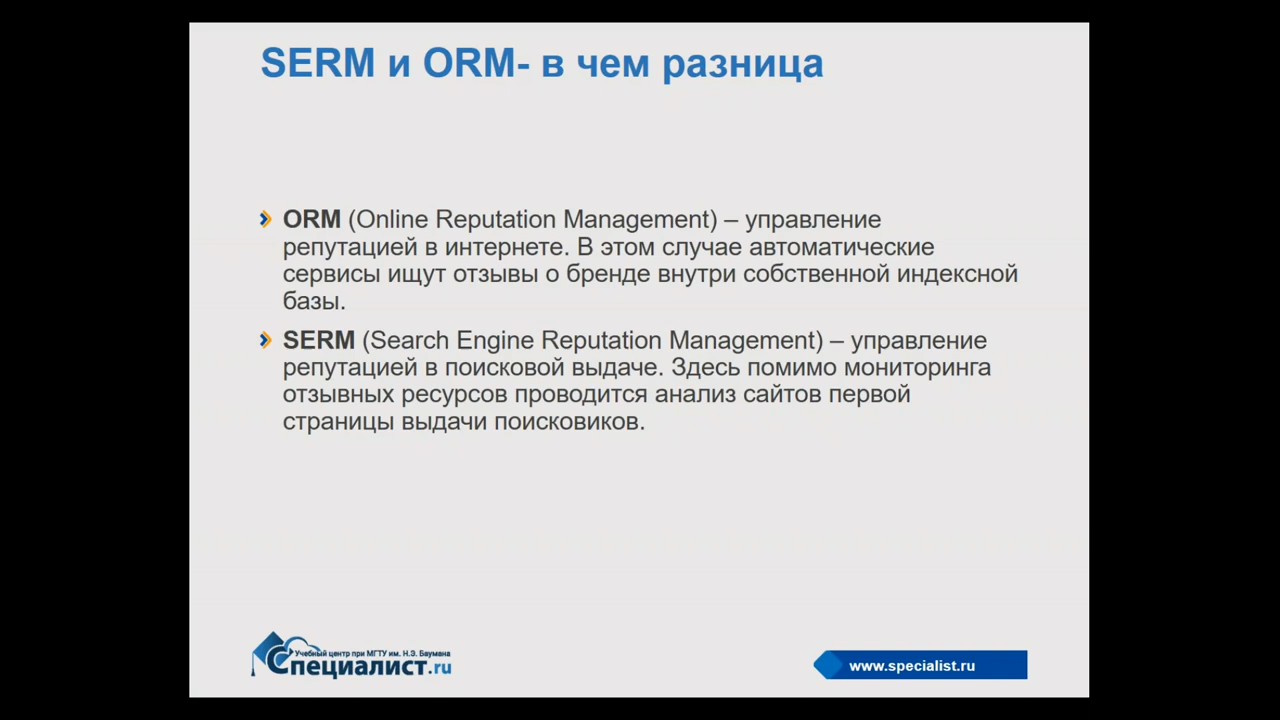 SERM и ORM- в чем разница
ORM (Online Reputation Management) – управление
репутацией в интернете. В этом случае автоматические
сервисы ищут отзывы о бренде внутри собственной индексной
базы.
SERM (Search Engine Reputation Management) – управление
репутацией в поисковой выдаче. Здесь помимо мониторинга
отзывных ресурсов проводится анализ сайтов первой
страницы выдачи поисковиков.
Учебный центр при МГТУ им. Н.Э. Баумана
Специалист.ru
www.specialist.ru